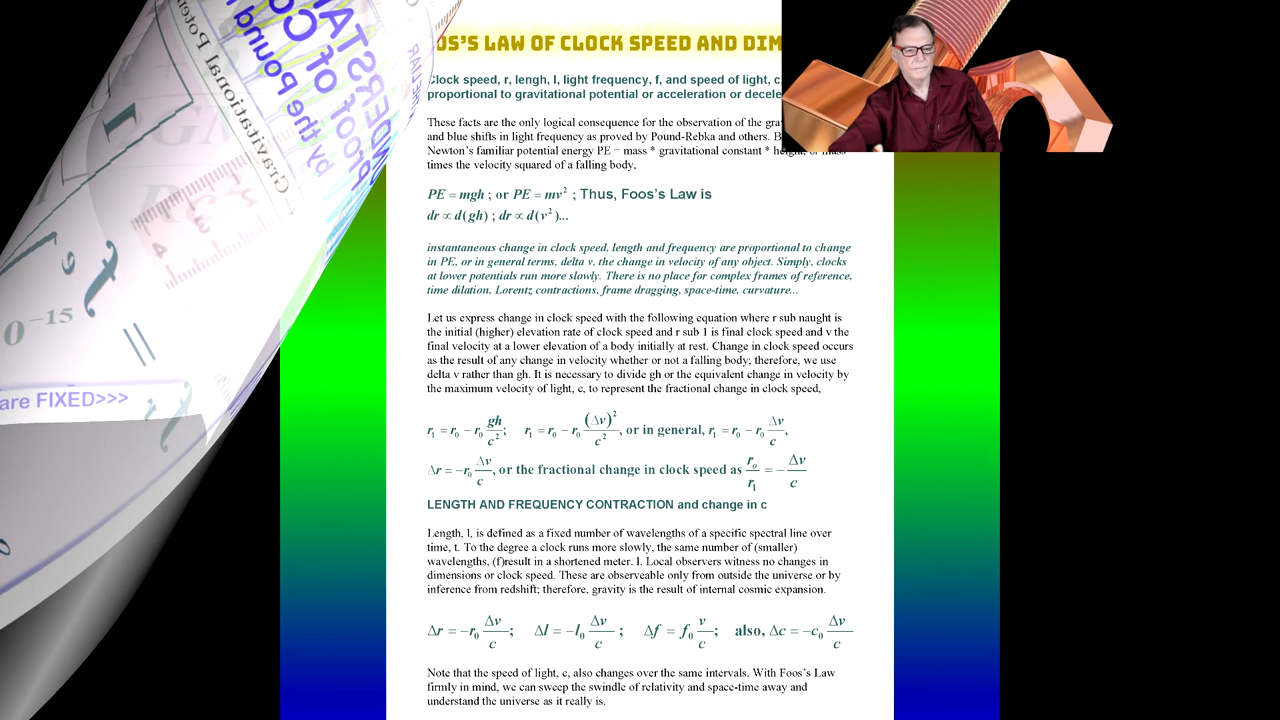 OS'S LAW OF CLOCK SPEED AND DIM
Clock speed, r, lengh, l, light frequency, f, and speed of light, c
proportional to gravitational potential or acceleration or decele
These facts are the only logical consequence for the observation of the gra
and blue shifts in light frequency as proved by Pound-Rebka and others. B
Newton's familiar potential energy PE = mass * gravitational constant * height, or mass
times the velocity squared of a falling body,
PE = mgh ; or PE = mv² ; Thus, Foos's Law is
dr ∝ d(gh) ; dr ∝ d(v²)...
instantaneous change in clock speed, length and frequency are proportional to change
in PE, or in general terms, delta v, the change in velocity of any object. Simply, clocks
at lower potentials run more slowly. There is no place for complex frames of reference,
time dilation, Lorentz contractions, frame dragging, space-time, curvature...
Let us express change in clock speed with the following equation where r sub naught is
the initial (higher) elevation rate of clock speed and r sub 1 is final clock speed and v the
final velocity at a lower elevation of a body initially at rest. Change in clock speed occurs
as the result of any change in velocity whether or not a falling body; therefore, we use
delta v rather than gh. It is necessary to divide gh or the equivalent change in velocity by
the maximum velocity of light, c, to represent the fractional change in clock speed,
r₁ = r₀ − r₀ gh/c²; r₁ = r₀ − r₀ (Δv)²/c², or in general, r₁ = r₀ − r₀ Δv/c,
Δr = −r₀ Δv/c, or the fractional change in clock speed as rₒ/r₁ = − Δv/c
LENGTH AND FREQUENCY CONTRACTION and change in c
Length, l, is defined as a fixed number of wavelengths of a specific spectral line over
time, t. To the degree a clock runs more slowly, the same number of (smaller)
wavelengths, (f)result in a shortened meter. l. Local observers witness no changes in
dimensions or clock speed. These are observeable only from outside the universe or by
inference from redshift; therefore, gravity is the result of internal cosmic expansion.
Δr = −r₀ Δv/c; Δl = −l₀ Δv/c ; Δf = f₀ v/c; also, Δc = −c₀ Δv/c
Note that the speed of light, c, also changes over the same intervals. With Foos's Law
firmly in mind, we can sweep the swindle of relativity and space-time away and
understand the universe as it really is.
Gravitational Poten
of Proof
by the Pound
0⁻¹⁵
=
are FIXED>>>